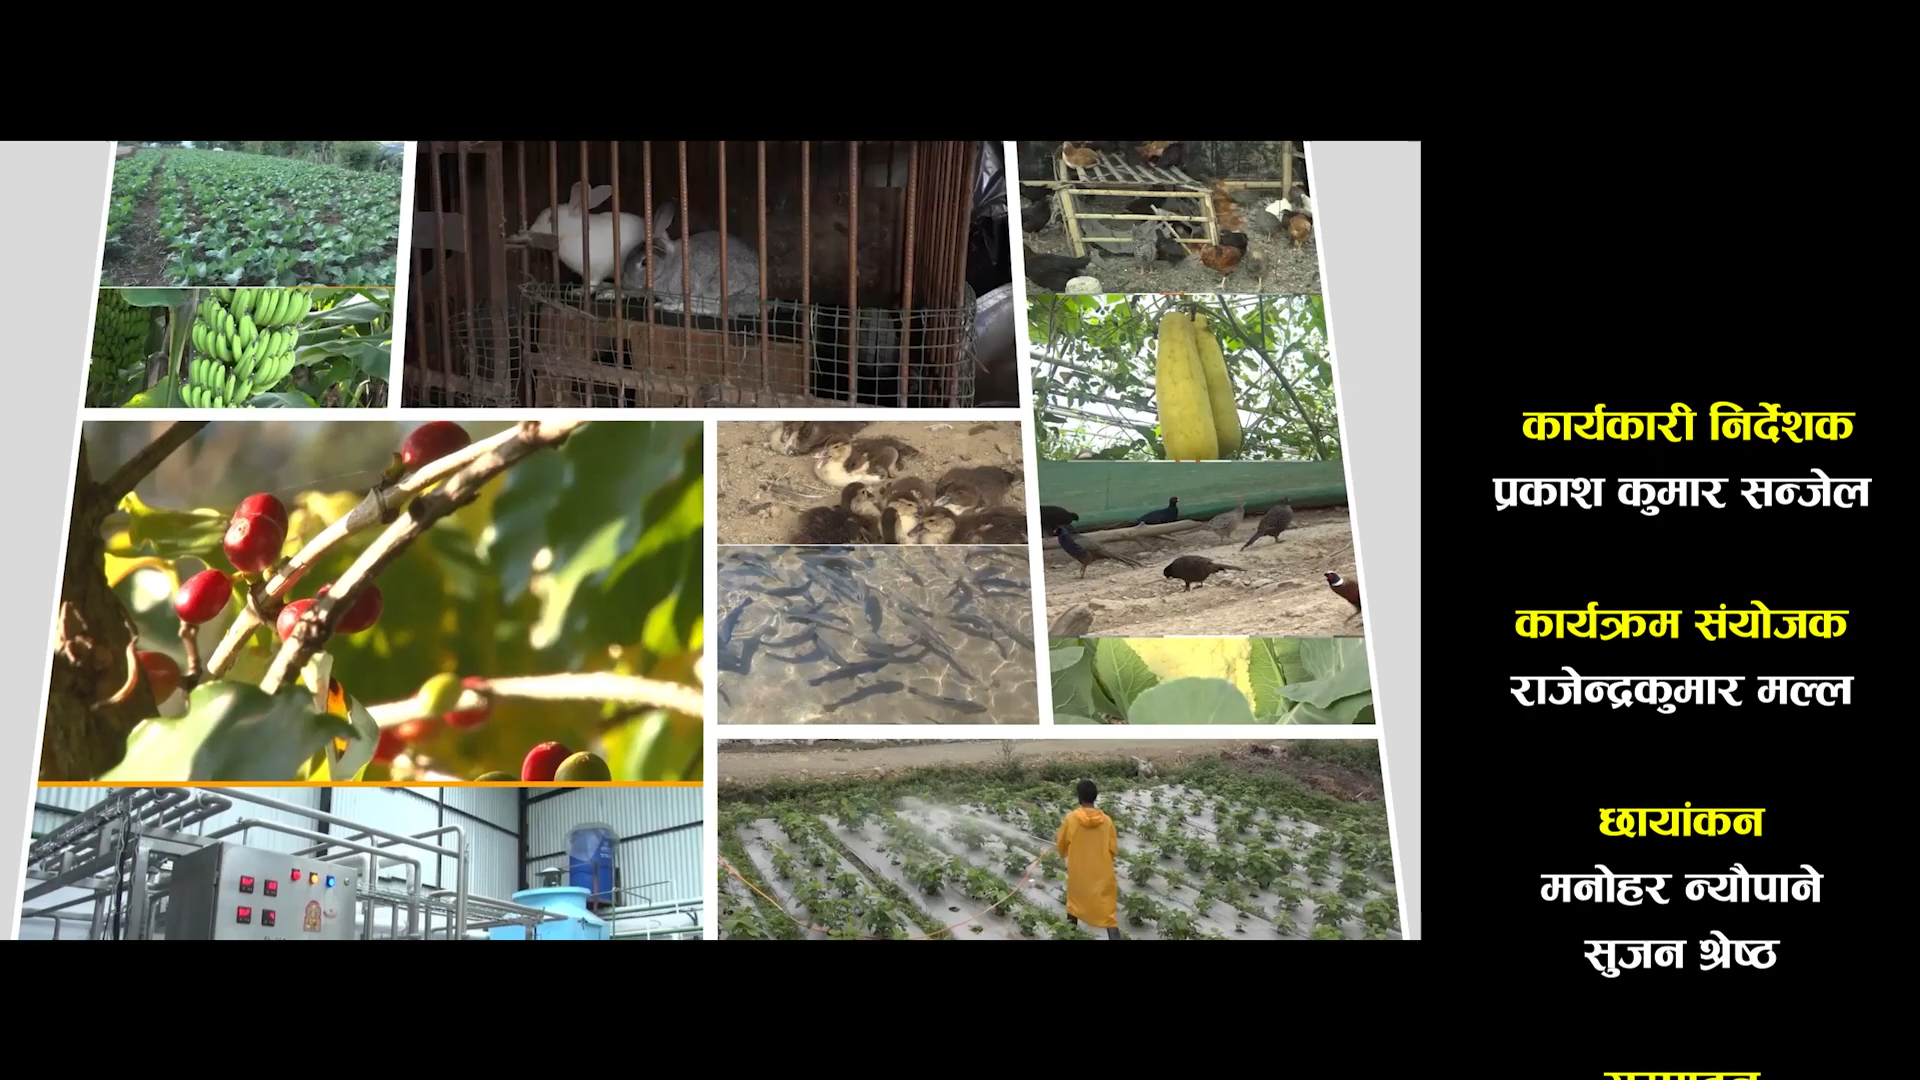 कार्यकारी निर्देशक
प्रकाश कुमार सन्जेल
कार्यक्रम संयोजक
राजेन्द्रकुमार मल्ल
छायांकन
मनोहर न्यौपाने
सुजन श्रेष्ठ